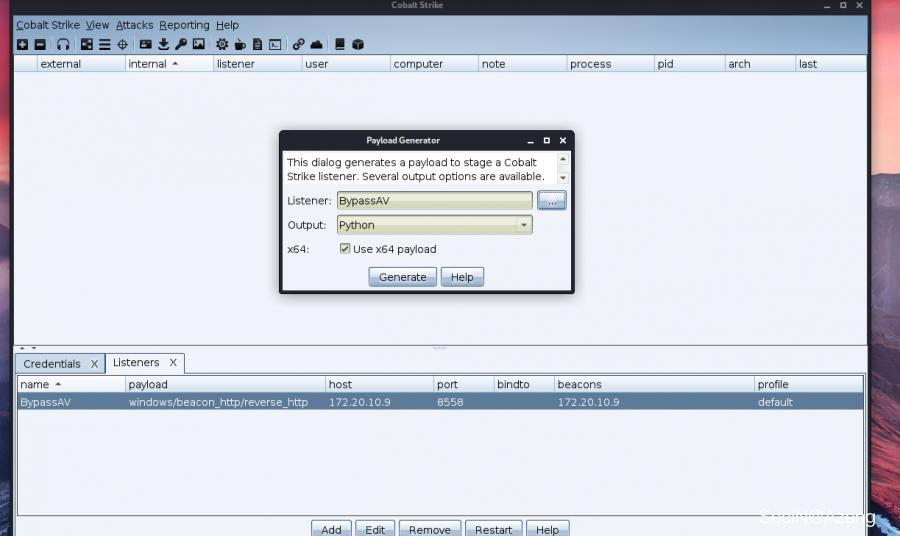 Cobalt Strike
Cobalt Strike View Attacks Reporting Help
external internal listener user computer note process pid arch last
Payload Generator
This dialog generates a payload to stage a Cobalt
Strike listener. Several output options are available.
Listener: BypassAV ...
Output: Python
x64: Use x64 payload
Generate Help
Credentials X Listeners X
name payload host port bindto beacons profile
BypassAV windows/beacon_http/reverse_http 172.20.10.9 8558 172.20.10.9 default
Add Edit Remove Restart Help